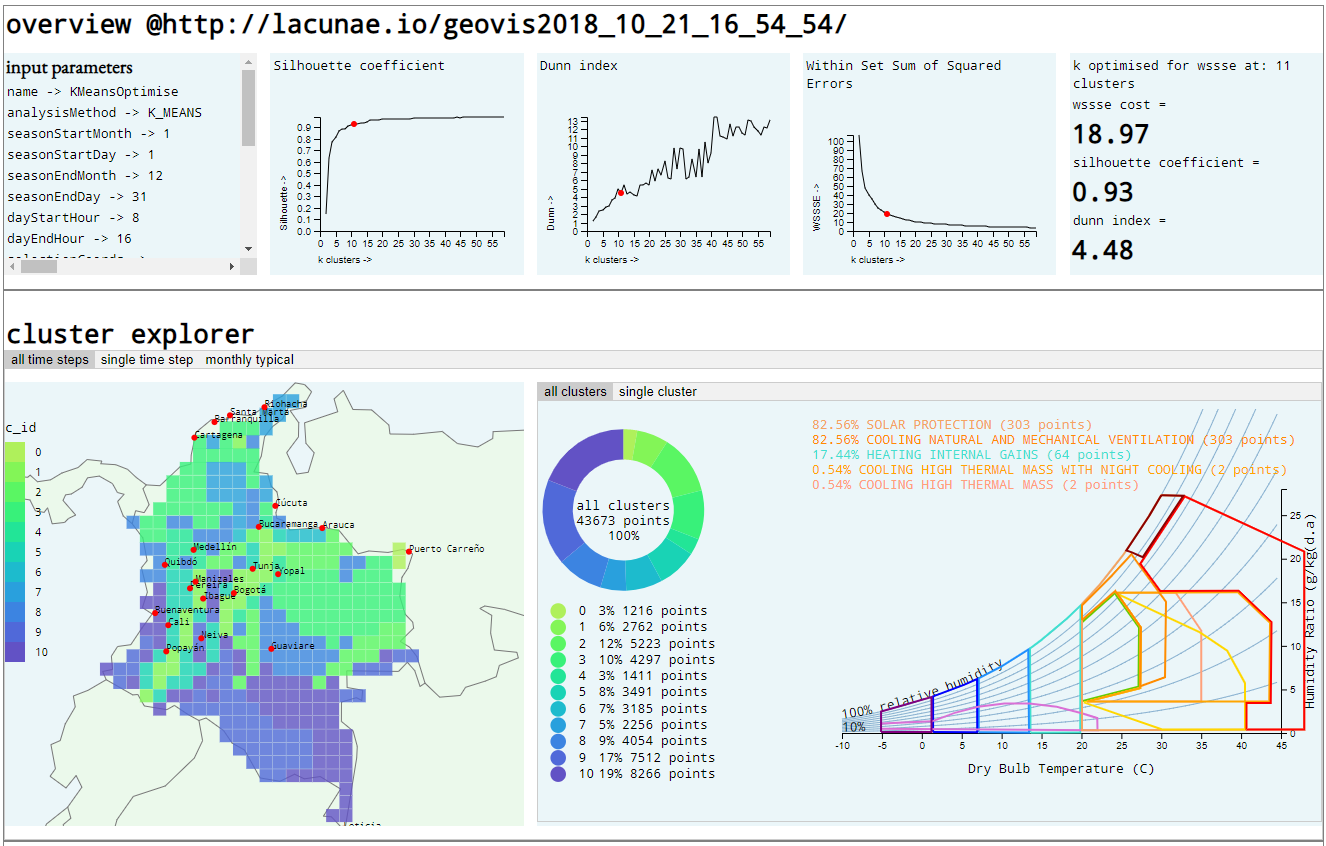 overview @http://lacunae.io/geovis2018_10_21_16_54_54/
input parameters
name -> KMeansOptimise
analysisMethod -> K_MEANS
seasonStartMonth -> 1
seasonStartDay -> 1
seasonEndMonth -> 12
seasonEndDay -> 31
dayStartHour -> 8
dayEndHour -> 16
Silhouette coefficient
0.9
0.8
0.7
0.6
0.5
0.4
0.3
0.2
0.1
0.0
Silhouette ->
0 5 10 15 20 25 30 35 40 45 50 55
k clusters ->
Dunn index
13
12
11
10
9
8
7
6
5
4
3
2
1
0
Dunn ->
0 5 10 15 20 25 30 35 40 45 50 55
k clusters ->
Within Set Sum of Squared
Errors
100
90
80
70
60
50
40
30
20
10
0
WSSSE ->
0 5 10 15 20 25 30 35 40 45 50 55
k clusters ->
k optimised for wssse at: 11
clusters
wssse cost =
18.97
silhouette coefficient =
0.93
dunn index =
4.48
cluster explorer
all time steps single time step monthly typical
c_id
0
1
2
3
4
5
6
7
8
9
10
Riohacha
Santa Marta
Barranquilla
Cartagena
Cúcuta
Bucaramanga
Arauca
Medellín
Puerto Carreño
Quibdó
Tunja
Yopal
Manizales
Pereira
Bogotá
Ibagué
Buenaventura
Cali
Neiva
Popayán
Guaviare
Leticia
all clusters single cluster
all clusters
43673 points
100%
0 3% 1216 points
1 6% 2762 points
2 12% 5223 points
3 10% 4297 points
4 3% 1411 points
5 8% 3491 points
6 7% 3185 points
7 5% 2256 points
8 9% 4054 points
9 17% 7512 points
10 19% 8266 points
82.56% SOLAR PROTECTION (303 points)
82.56% COOLING NATURAL AND MECHANICAL VENTILATION (303 points)
17.44% HEATING INTERNAL GAINS (64 points)
0.54% COOLING HIGH THERMAL MASS WITH NIGHT COOLING (2 points)
0.54% COOLING HIGH THERMAL MASS (2 points)
100% relative humidity
10%
25
20
15
10
5
0
Humidity Ratio (g/kg(d.a)
-10 -5 0 5 10 15 20 25 30 35 40 45
Dry Bulb Temperature (C)